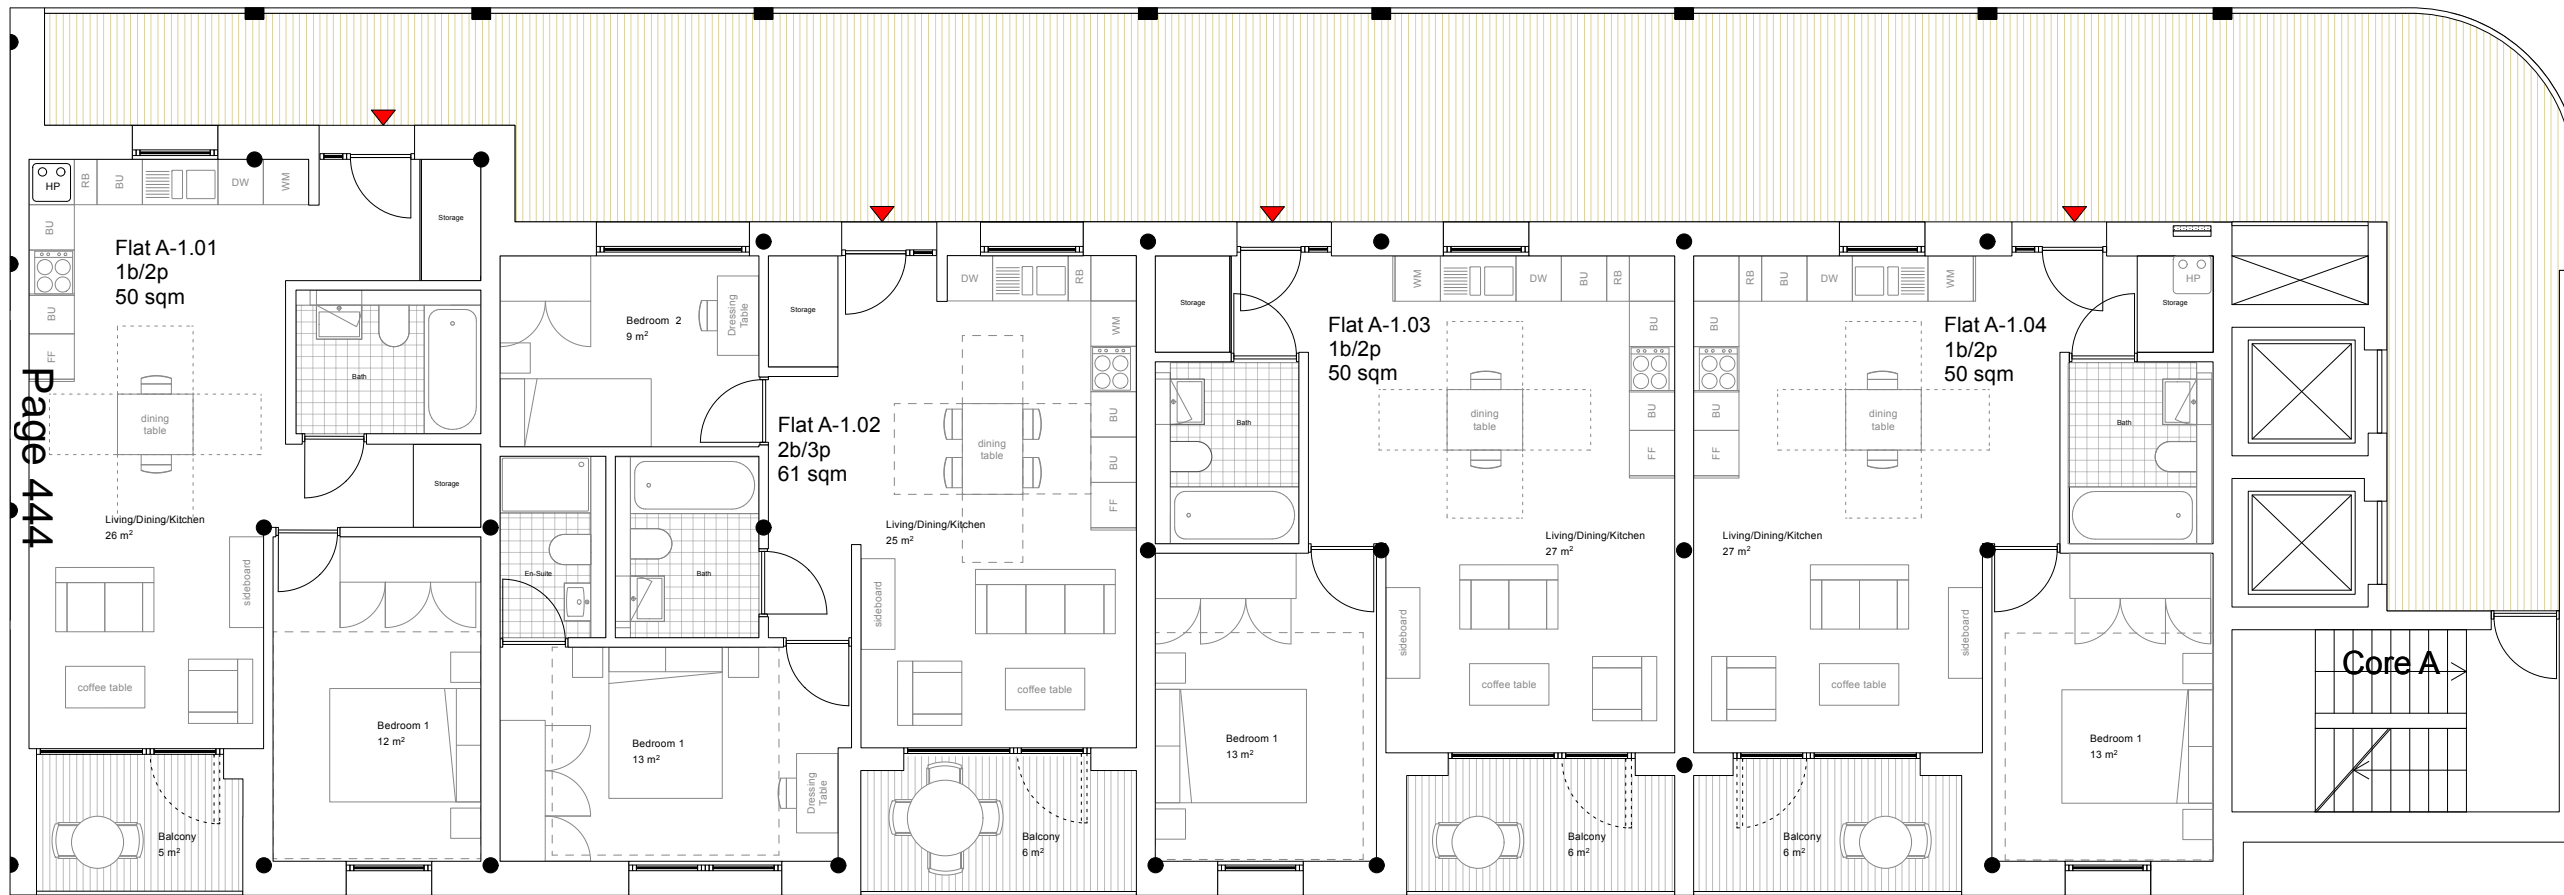 HP
RB
BU
DW
WM
Storage
BU
BU
FF
Flat A-1.01
1b/2p
50 sqm
Bath
dining
table
Storage
Living/Dining/Kitchen
26 m²
sideboard
coffee table
Bedroom 1
12 m²
Balcony
5 m²
Page 444
Bedroom 2
9 m²
Dressing
Table
Storage
DW
RB
WM
BU
BU
FF
Flat A-1.02
2b/3p
61 sqm
dining
table
En-Suite
Bath
Living/Dining/Kitchen
25 m²
sideboard
coffee table
Bedroom 1
13 m²
Dressing
Table
Balcony
6 m²
Storage
WM
DW
BU
RB
BU
BU
FF
Flat A-1.03
1b/2p
50 sqm
Bath
dining
table
Living/Dining/Kitchen
27 m²
sideboard
coffee table
Bedroom 1
13 m²
Balcony
6 m²
RB
BU
DW
WM
HP
Storage
BU
BU
FF
Flat A-1.04
1b/2p
50 sqm
dining
table
Bath
Living/Dining/Kitchen
27 m²
sideboard
coffee table
Bedroom 1
13 m²
Balcony
6 m²
Core A